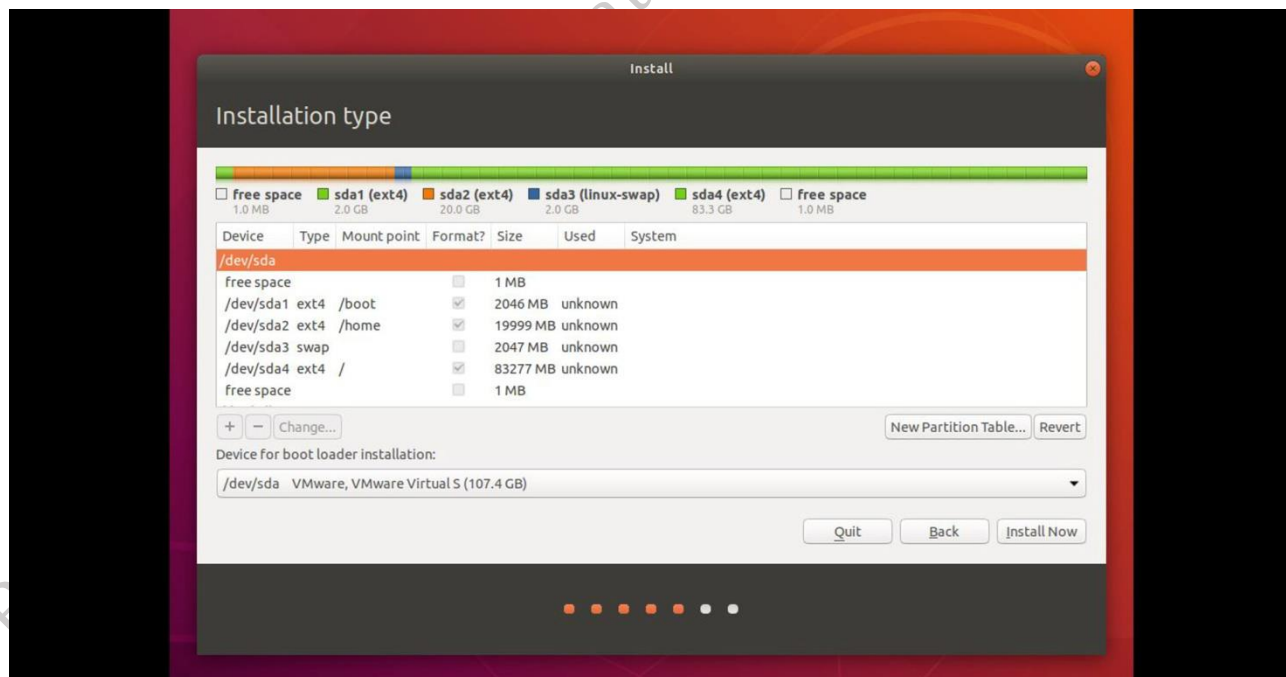 Install
Installation type
free space sda1 (ext4) sda2 (ext4) sda3 (linux-swap) sda4 (ext4) free space
1.0 MB 2.0 GB 20.0 GB 2.0 GB 83.3 GB 1.0 MB
Device Type Mount point Format? Size Used System
/dev/sda
free space 1 MB
/dev/sda1 ext4 /boot 2046 MB unknown
/dev/sda2 ext4 /home 19999 MB unknown
/dev/sda3 swap 2047 MB unknown
/dev/sda4 ext4 / 83277 MB unknown
free space 1 MB
+ − Change... New Partition Table... Revert
Device for boot loader installation:
/dev/sda VMware, VMware Virtual S (107.4 GB)
Quit Back Install Now